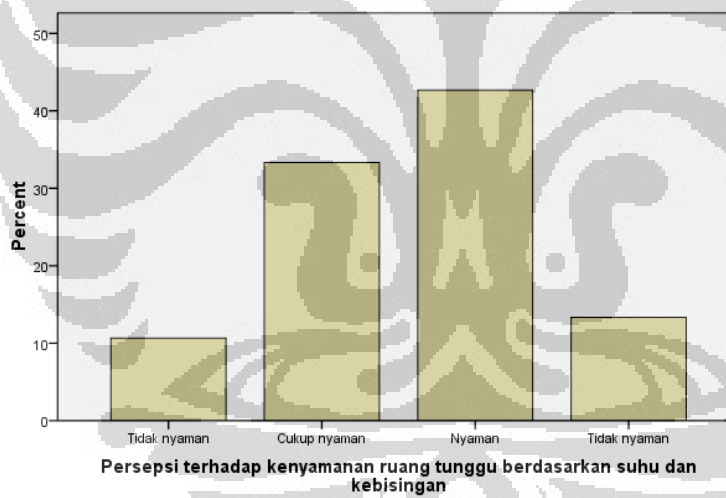 50
40
30
20
10
0
Percent
Tidak nyaman
Cukup nyaman
Nyaman
Tidak nyaman
Persepsi terhadap kenyamanan ruang tunggu berdasarkan suhu dan
kebisingan